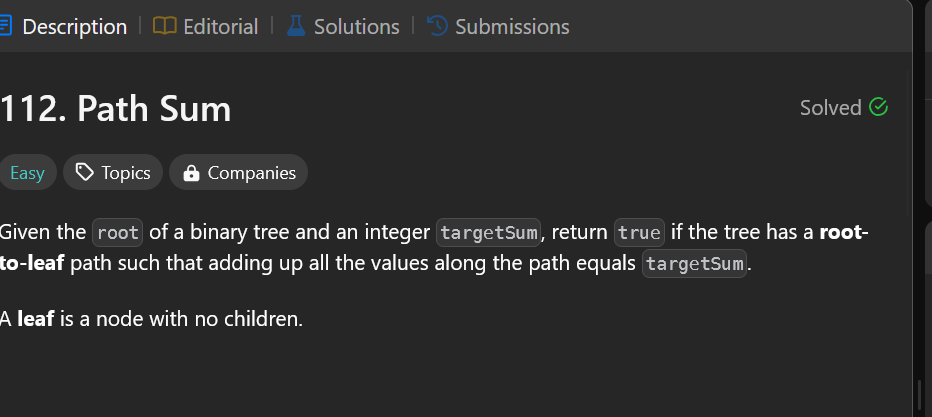 Description Editorial Solutions Submissions
112. Path Sum
Solved
Easy Topics Companies
Given the root of a binary tree and an integer targetSum, return true if the tree has a root-
to-leaf path such that adding up all the values along the path equals targetSum.
A leaf is a node with no children.